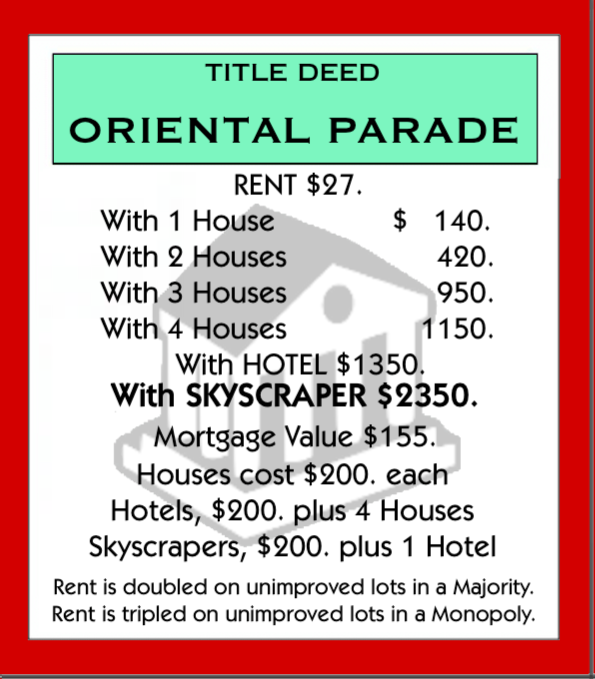 TITLE DEED
ORIENTAL PARADE
RENT $27.
With 1 House $ 140.
With 2 Houses 420.
With 3 Houses 950.
With 4 Houses 1150.
With HOTEL $1350.
With SKYSCRAPER $2350.
Mortgage Value $155.
Houses cost $200. each
Hotels, $200. plus 4 Houses
Skyscrapers, $200. plus 1 Hotel
Rent is doubled on unimproved lots in a Majority.
Rent is tripled on unimproved lots in a Monopoly.